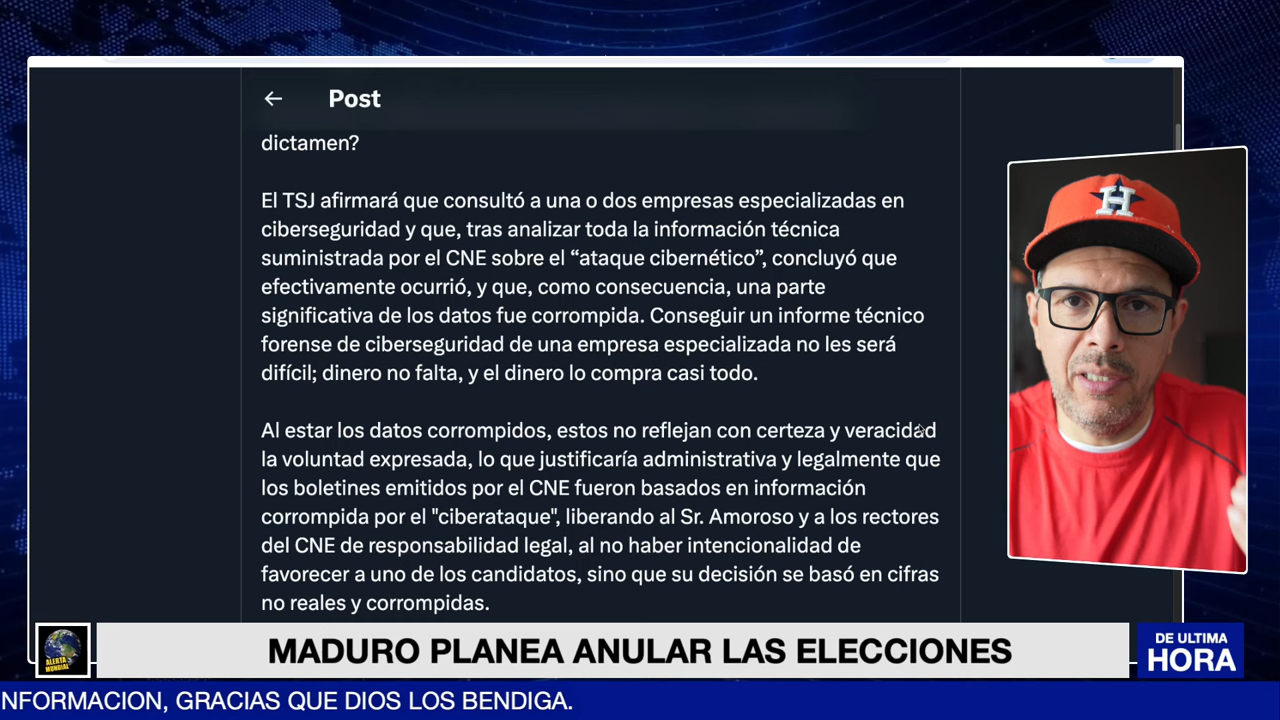 Post
dictamen?
El TSJ afirmará que consultó a una o dos empresas especializadas en
ciberseguridad y que, tras analizar toda la información técnica
suministrada por el CNE sobre el “ataque cibernético”, concluyó que
efectivamente ocurrió, y que, como consecuencia, una parte
significativa de los datos fue corrompida. Conseguir un informe técnico
forense de ciberseguridad de una empresa especializada no les será
difícil; dinero no falta, y el dinero lo compra casi todo.
Al estar los datos corrompidos, estos no reflejan con certeza y veracidad
la voluntad expresada, lo que justificaría administrativa y legalmente que
los boletines emitidos por el CNE fueron basados en información
corrompida por el "ciberataque", liberando al Sr. Amoroso y a los rectores
del CNE de responsabilidad legal, al no haber intencionalidad de
favorecer a uno de los candidatos, sino que su decisión se basó en cifras
no reales y corrompidas.
H
ALERTA
MUNDIAL
MADURO PLANEA ANULAR LAS ELECCIONES
DE ULTIMA
HORA
NFORMACION, GRACIAS QUE DIOS LOS BENDIGA.